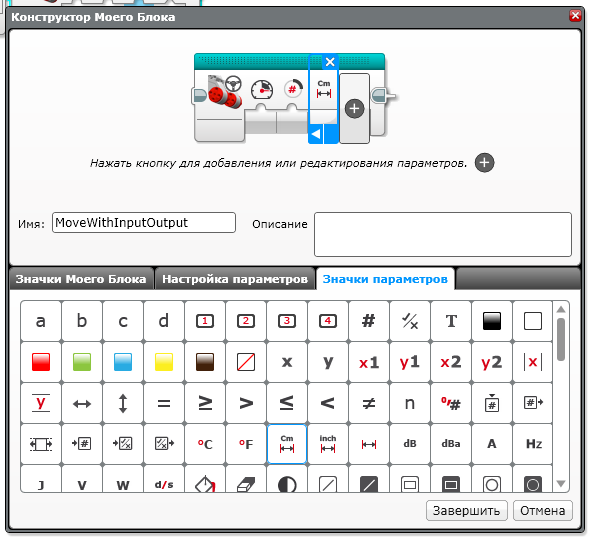 Конструктор Моего Блока
# Cm
Нажать кнопку для добавления или редактирования параметров.
Имя: MoveWithInputOutput Описание
Значки Моего Блока Настройка параметров Значки параметров
a b c d 1 2 3 4 # T
x y x1 y1 x2 y2 |x|
y = ≥ > ≤ < ≠ n 0,# # #
# °C °F Cm inch dB dBa A Hz
J V W d/s
Завершить Отмена